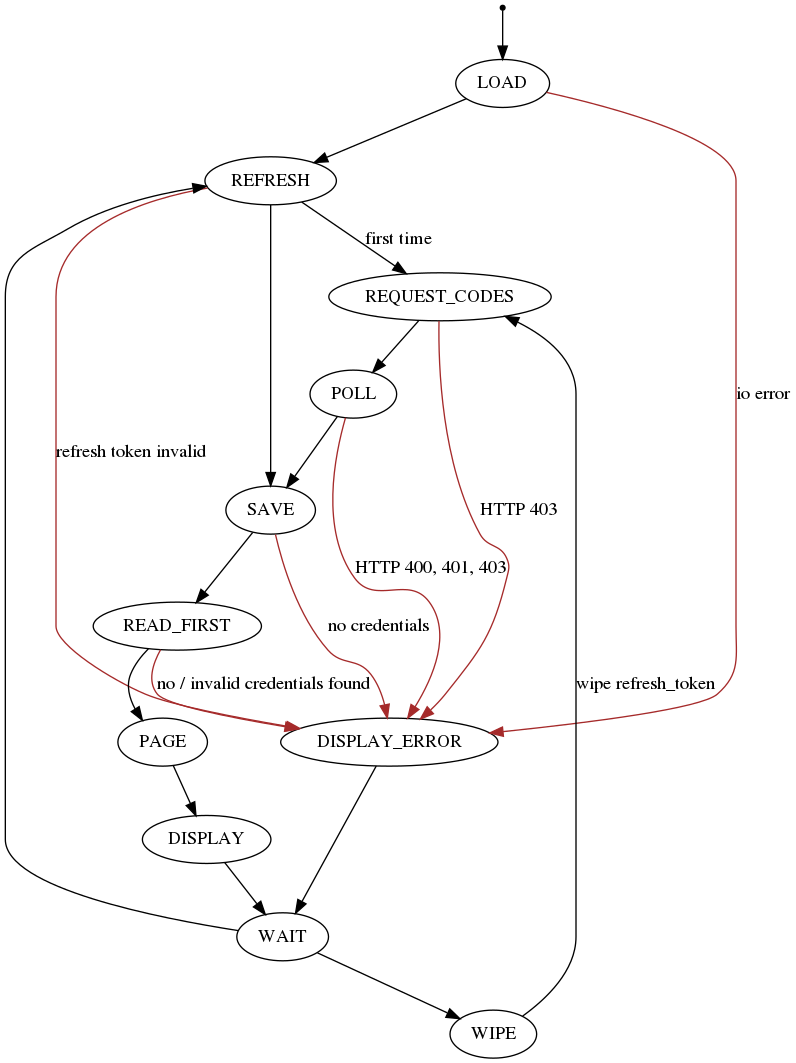 LOAD
REFRESH
first time
REQUEST_CODES
POLL
io error
refresh token invalid
SAVE
HTTP 403
HTTP 400, 401, 403
READ_FIRST
no credentials
no / invalid credentials found
wipe refresh_token
PAGE
DISPLAY_ERROR
DISPLAY
WAIT
WIPE